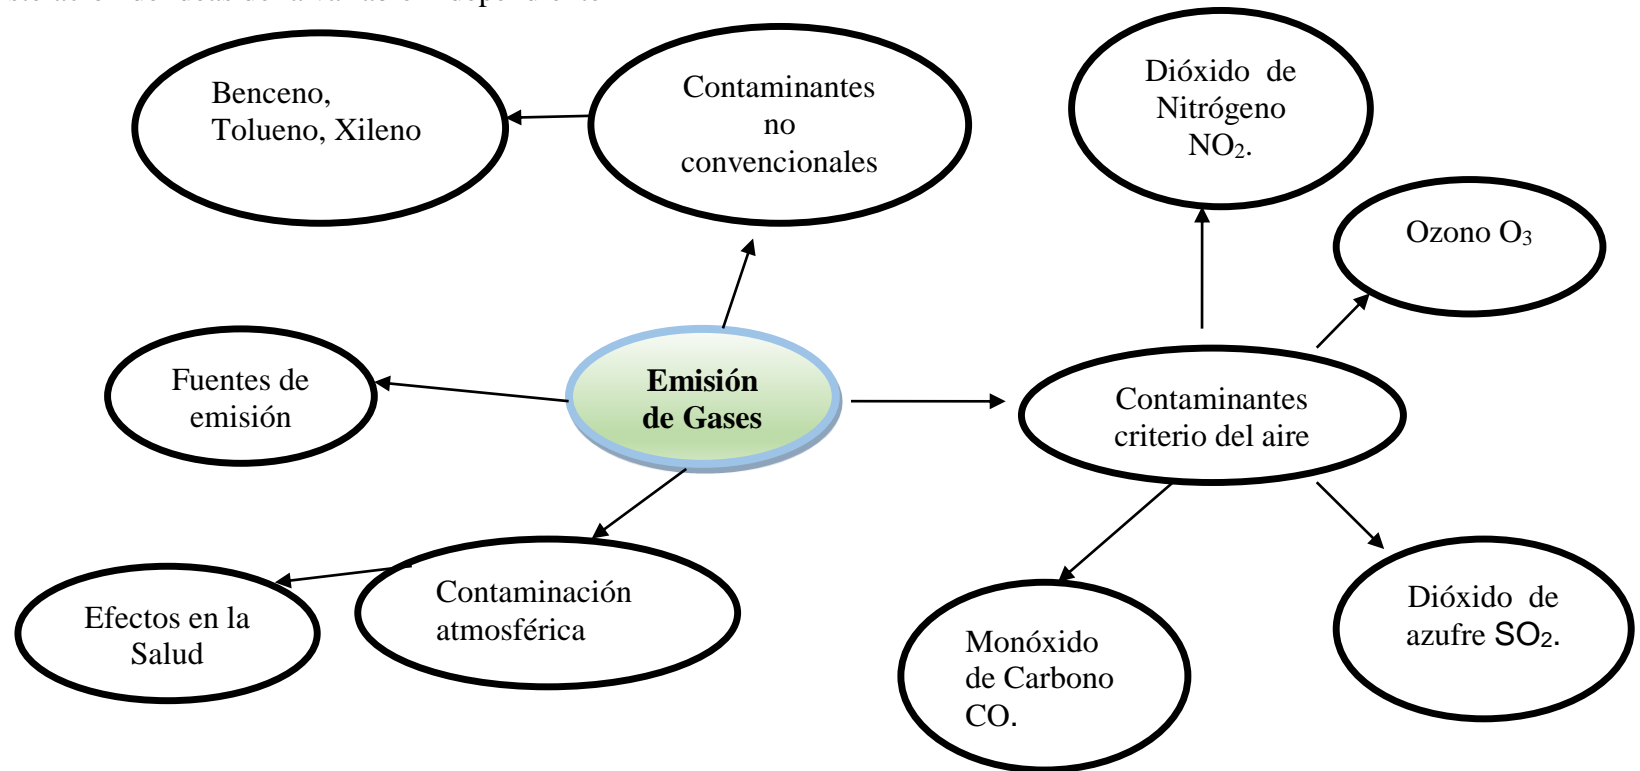 Benceno,
Tolueno, Xileno
Contaminantes
no
convencionales
Dióxido de
Nitrógeno
NO₂.
Ozono O₃
Fuentes de
emisión
Emisión
de Gases
Contaminantes
criterio del aire
Efectos en la
Salud
Contaminación
atmosférica
Monóxido
de Carbono
CO.
Dióxido de
azufre SO₂.